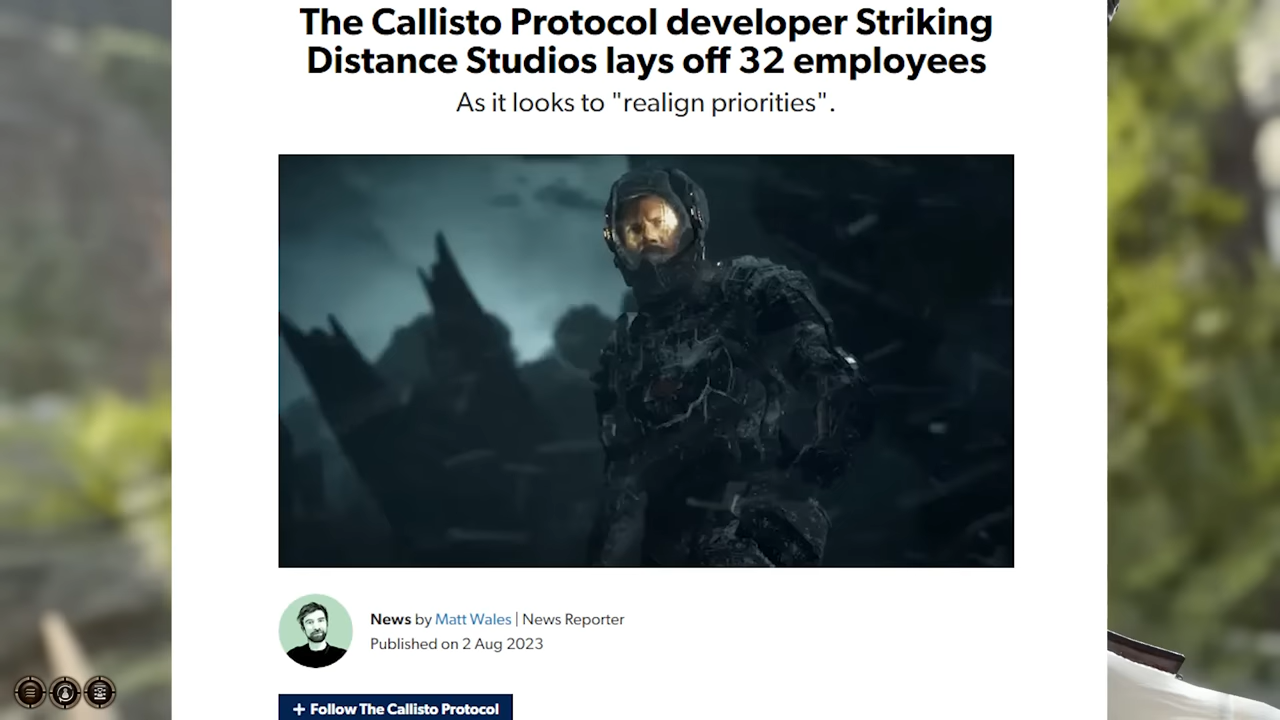 The Callisto Protocol developer Striking
Distance Studios lays off 32 employees
As it looks to "realign priorities".
News by Matt Wales | News Reporter
Published on 2 Aug 2023
+ Follow The Callisto Protocol